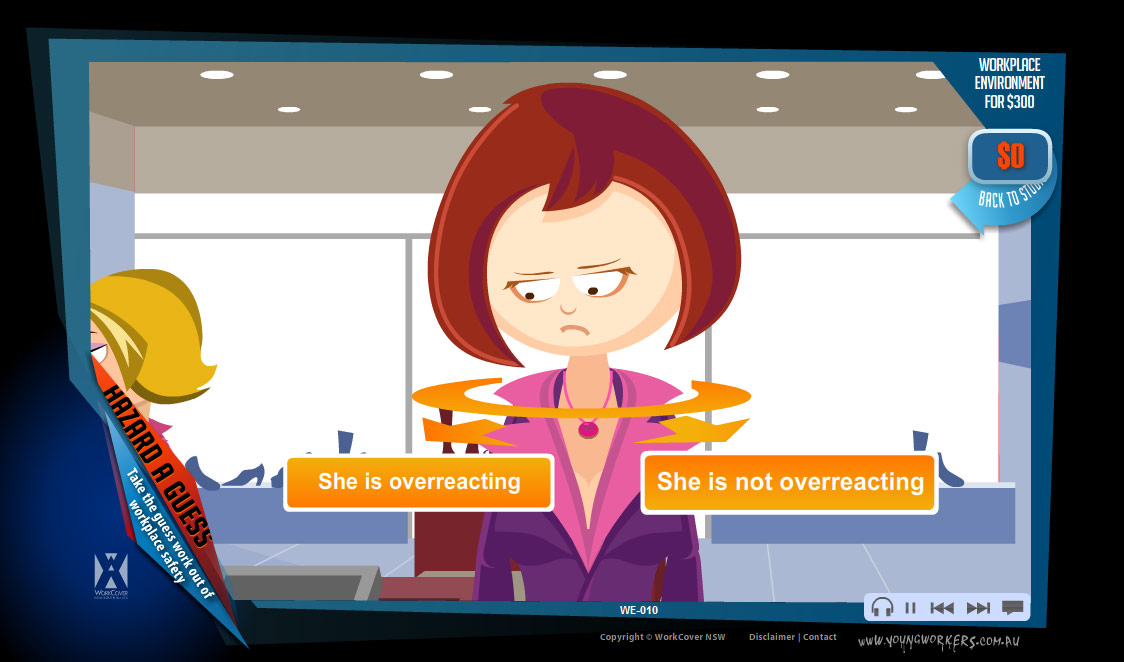 WORKPLACE
ENVIRONMENT
FOR $300
$0
BACK TO
HAZARD A GUESS
Take the guess work out of
workplace safety
She is overreacting
She is not overreacting
WORKCOVER
WE-010
Copyright © WorkCover NSW
Disclaimer | Contact
www.youngworkers.com.au